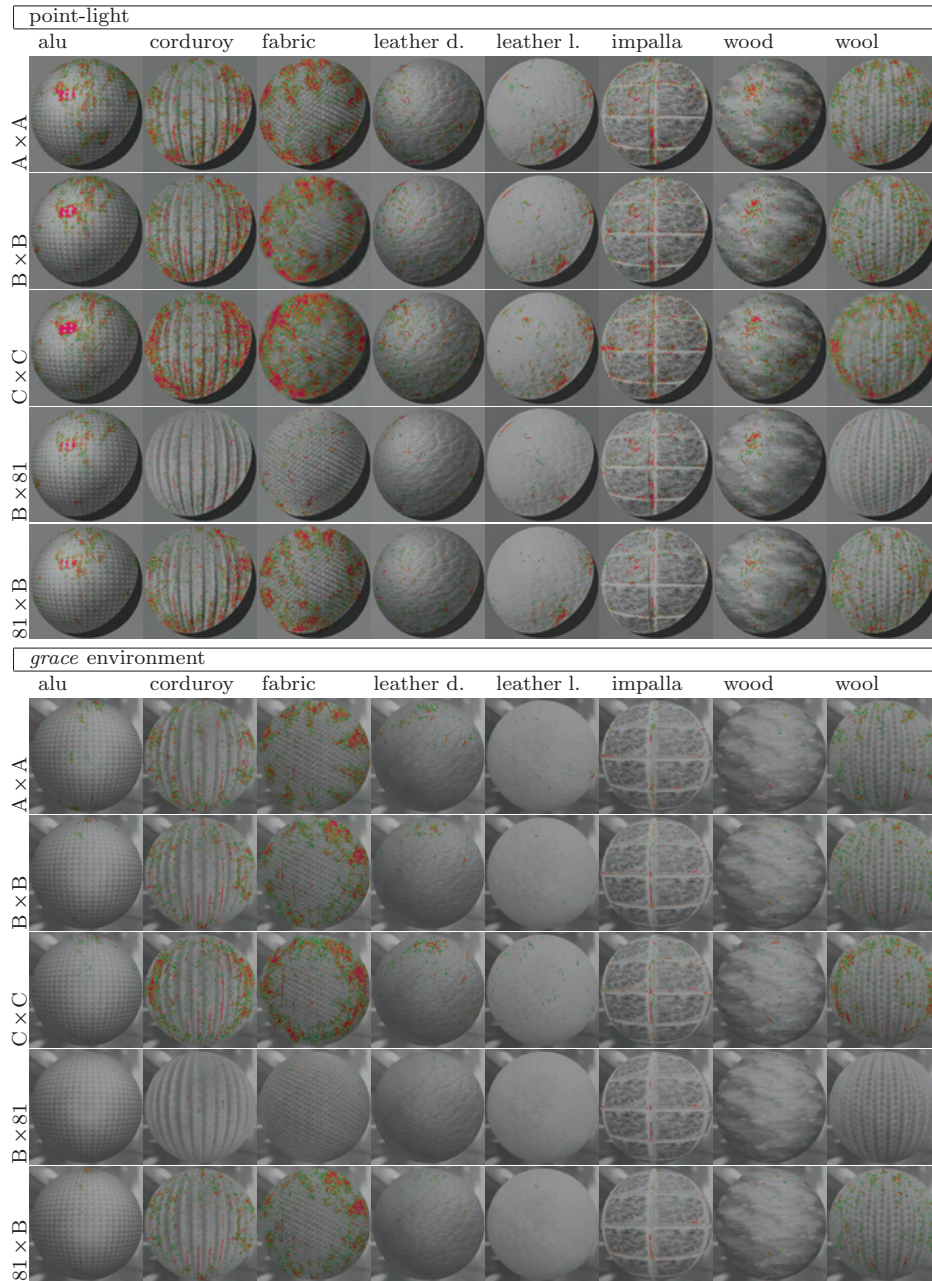 point-light
alu corduroy fabric leather d. leather l. impalla wood wool
A × A
B × B
C × C
B × 81
81 × B
grace environment
alu corduroy fabric leather d. leather l. impalla wood wool
A × A
B × B
C × C
B × 81
81 × B